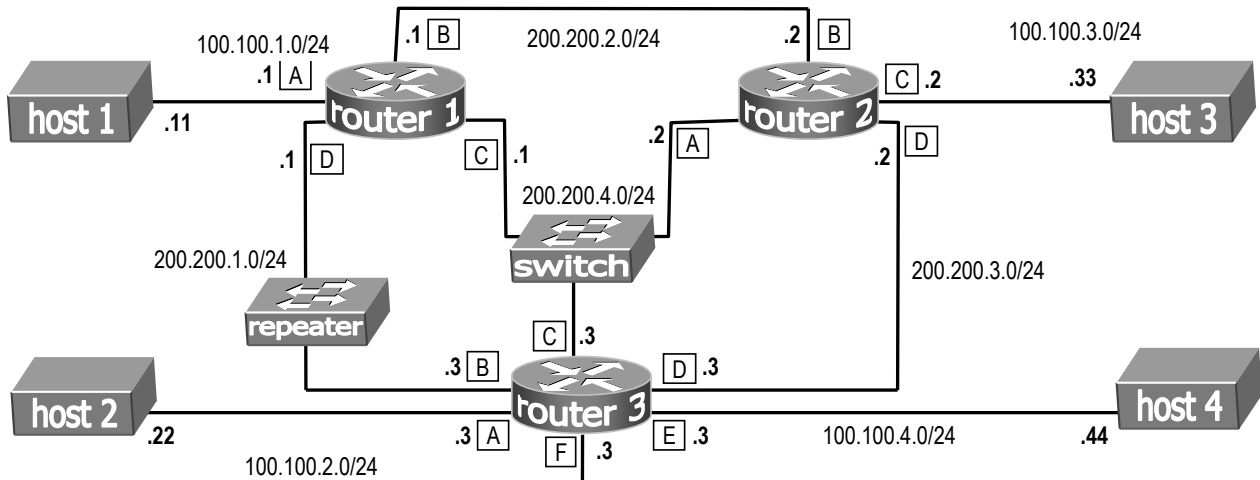 .1 B
200.200.2.0/24
.2 B
100.100.1.0/24
100.100.3.0/24
.1 A
C .2
.33
host 1
.11
router 1
router 2
host 3
.1 D
C .1
.2 A
.2 D
200.200.4.0/24
200.200.1.0/24
switch
200.200.3.0/24
repeater
C .3
.3 B
D .3
host 2
router 3
host 4
.22
.3 A
E .3
100.100.4.0/24
.44
F .3
100.100.2.0/24